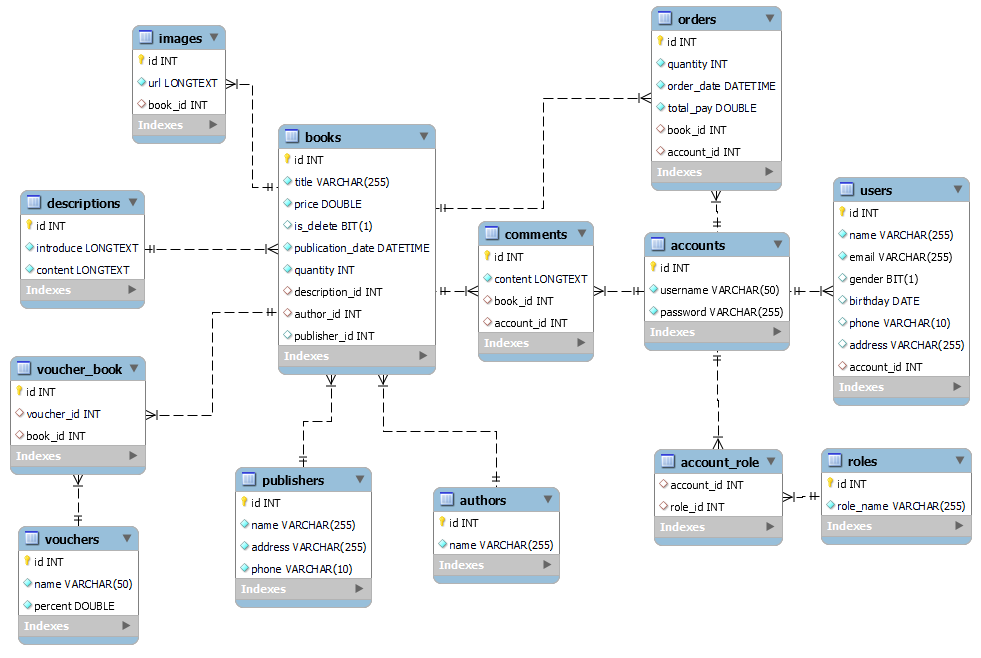 images
id INT
url LONGTEXT
book_id INT
Indexes
descriptions
id INT
introduce LONGTEXT
content LONGTEXT
Indexes
voucher_book
id INT
voucher_id INT
book_id INT
Indexes
vouchers
id INT
name VARCHAR(50)
percent DOUBLE
Indexes
books
id INT
title VARCHAR(255)
price DOUBLE
is_delete BIT(1)
publication_date DATETIME
quantity INT
description_id INT
author_id INT
publisher_id INT
Indexes
publishers
id INT
name VARCHAR(255)
address VARCHAR(255)
phone VARCHAR(10)
Indexes
authors
id INT
name VARCHAR(255)
Indexes
comments
id INT
content LONGTEXT
book_id INT
account_id INT
Indexes
orders
id INT
quantity INT
order_date DATETIME
total_pay DOUBLE
book_id INT
account_id INT
Indexes
accounts
id INT
username VARCHAR(50)
password VARCHAR(255)
Indexes
users
id INT
name VARCHAR(255)
email VARCHAR(255)
gender BIT(1)
birthday DATE
phone VARCHAR(10)
address VARCHAR(255)
account_id INT
Indexes
account_role
account_id INT
role_id INT
Indexes
roles
id INT
role_name VARCHAR(255)
Indexes